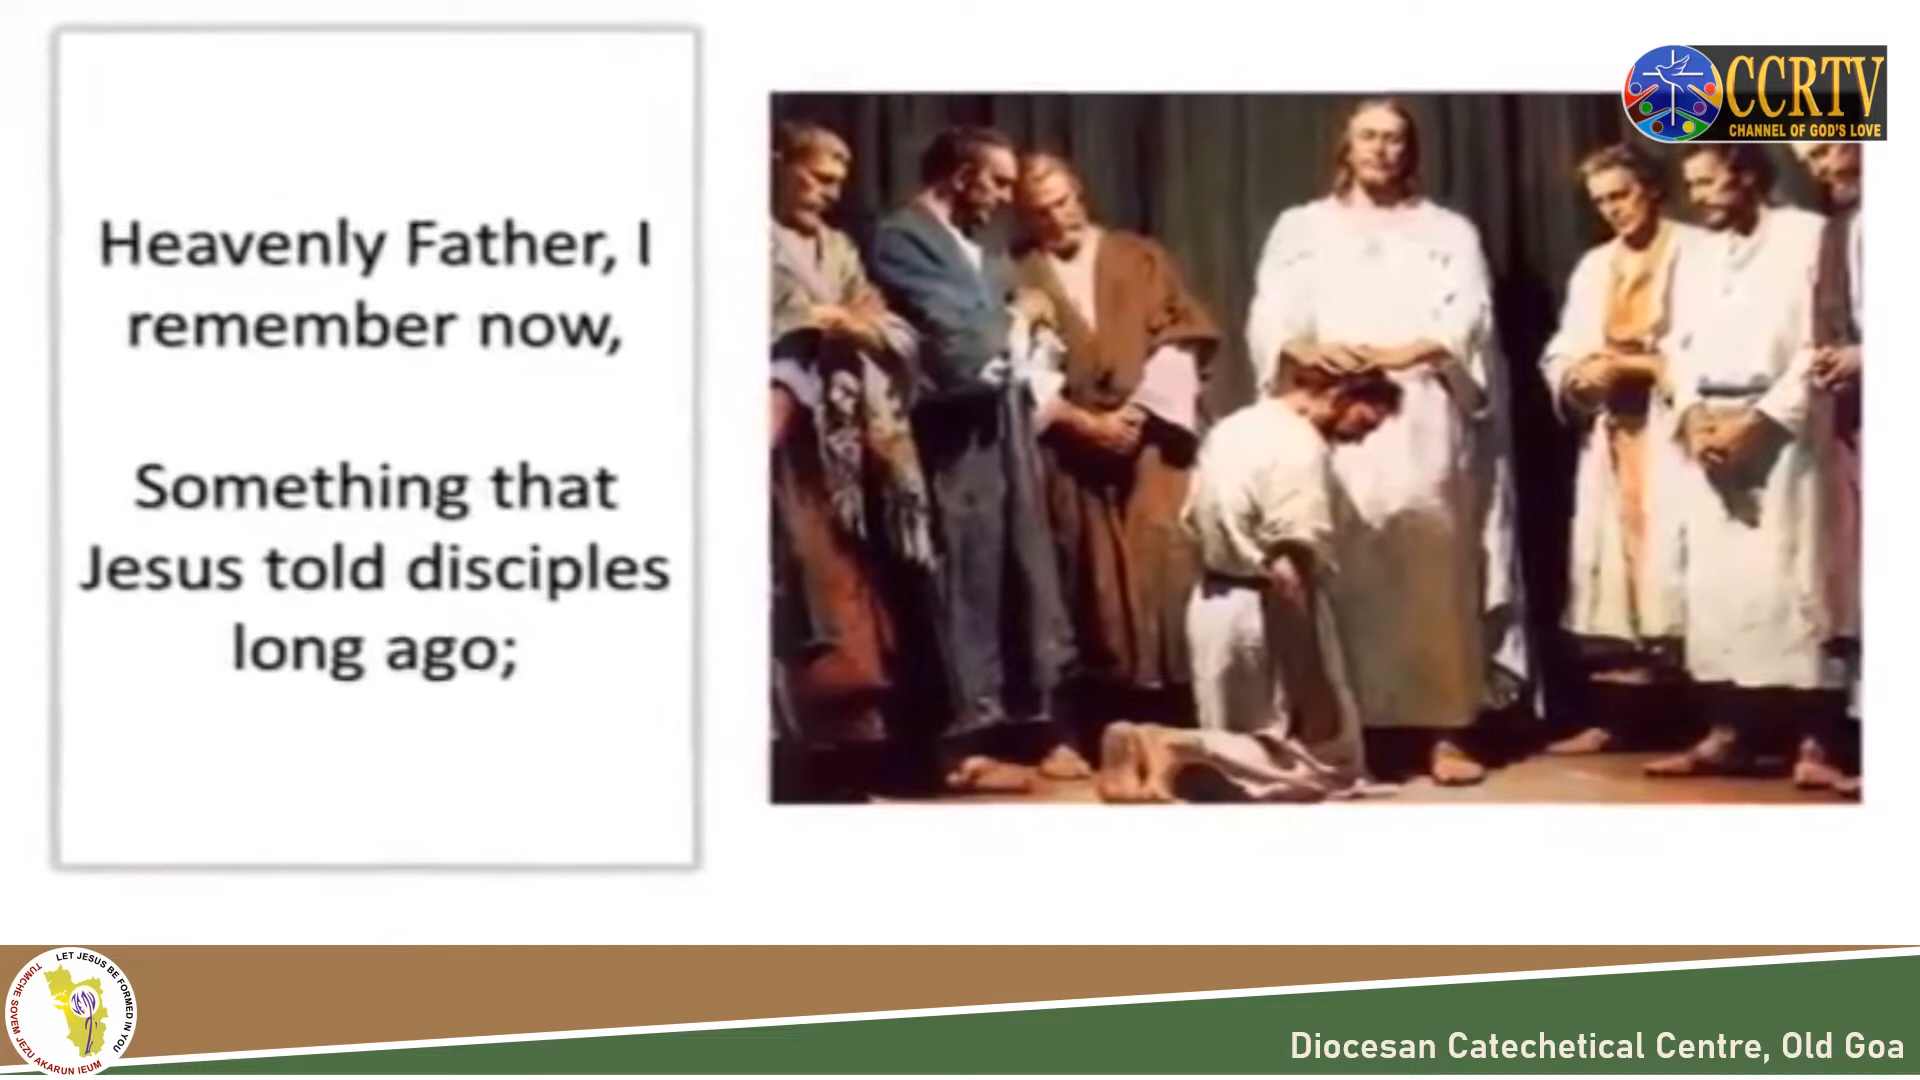 Heavenly Father, I
remember now,
Something that
Jesus told disciples
long ago;
CCRTV
CHANNEL OF GOD'S LOVE
LET JESUS BE FORMED IN YOU
TUMCHE SOVEM JEZU AKARUN IEUM
Diocesan Catechetical Centre, Old Goa